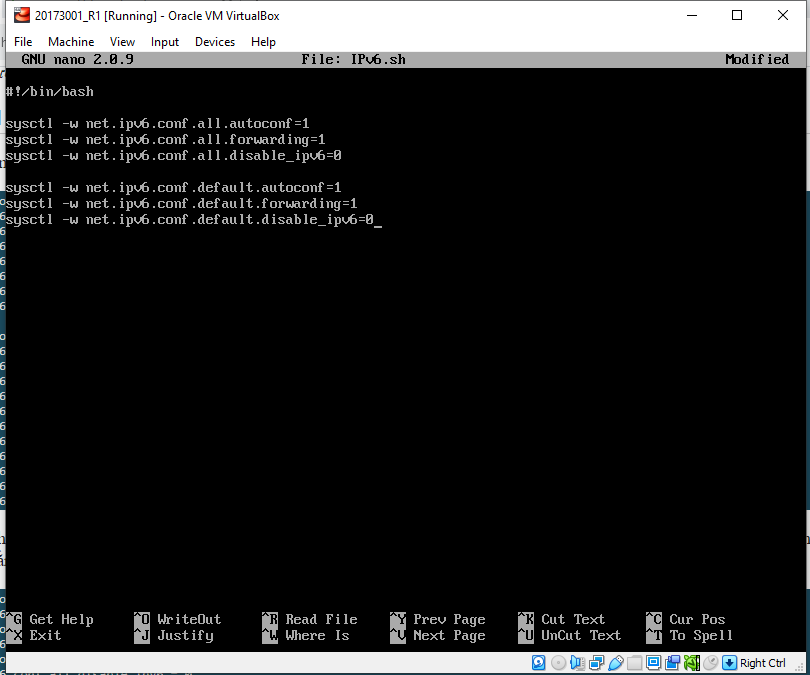 20173001_R1 [Running] - Oracle VM VirtualBox
File Machine View Input Devices Help
GNU nano 2.0.9 File: IPv6.sh Modified
#!/bin/bash
sysctl -w net.ipv6.conf.all.autoconf=1
sysctl -w net.ipv6.conf.all.forwarding=1
sysctl -w net.ipv6.conf.all.disable_ipv6=0
sysctl -w net.ipv6.conf.default.autoconf=1
sysctl -w net.ipv6.conf.default.forwarding=1
sysctl -w net.ipv6.conf.default.disable_ipv6=0
^G Get Help ^O WriteOut ^R Read File ^Y Prev Page ^K Cut Text ^C Cur Pos
^X Exit ^J Justify ^W Where Is ^V Next Page ^U UnCut Text ^T To Spell
Right Ctrl